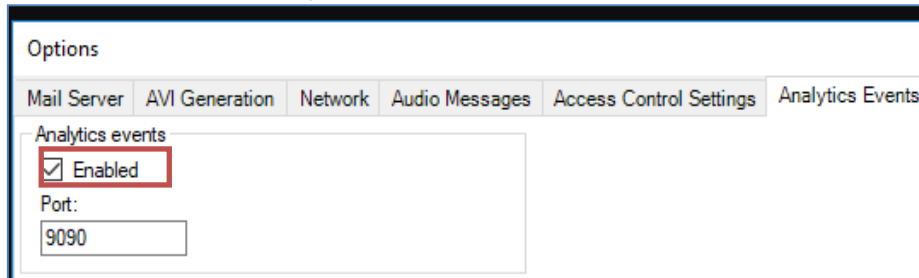 Options
Mail Server AVI Generation Network Audio Messages Access Control Settings Analytics Events
Analytics events
Enabled
Port:
9090